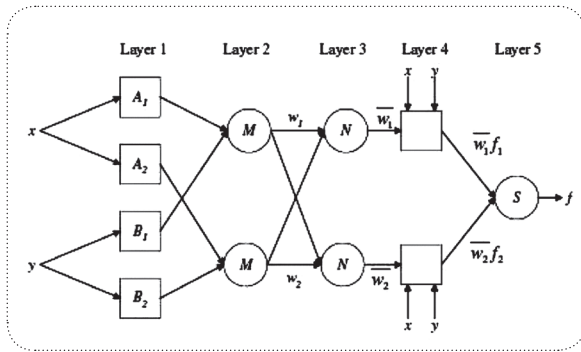 Layer 1 Layer 2 Layer 3 Layer 4 Layer 5
x y
A₁
w₁ w̅₁
x M N
w̅₁f₁
A₂
S f
B₁
w̅₂f₂
y M N
w₂ w̅₂
B₂
x y